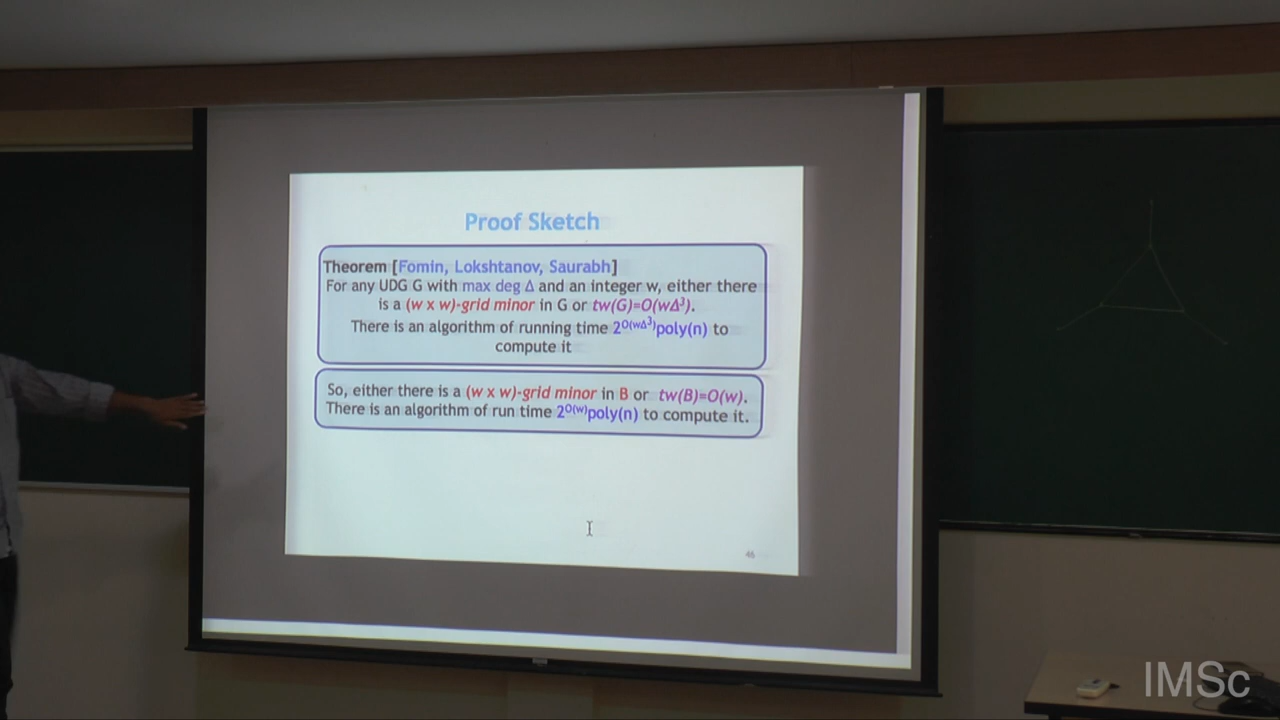 Proof Sketch
Theorem [Fomin, Lokshtanov, Saurabh]
For any UDG G with max deg Δ and an integer w, either there
is a (w x w)-grid minor in G or tw(G)=O(wΔ³).
There is an algorithm of running time 2^O(wΔ³)poly(n) to
compute it
So, either there is a (w x w)-grid minor in B or tw(B)=O(w).
There is an algorithm of run time 2^O(w)poly(n) to compute it.
46
IMSc